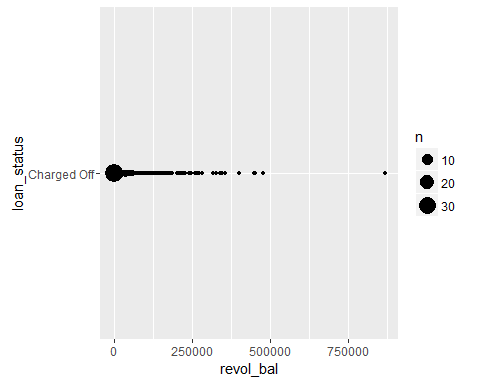 loan_status
Charged Off
0 250000 500000 750000
revol_bal
n
10
20
30